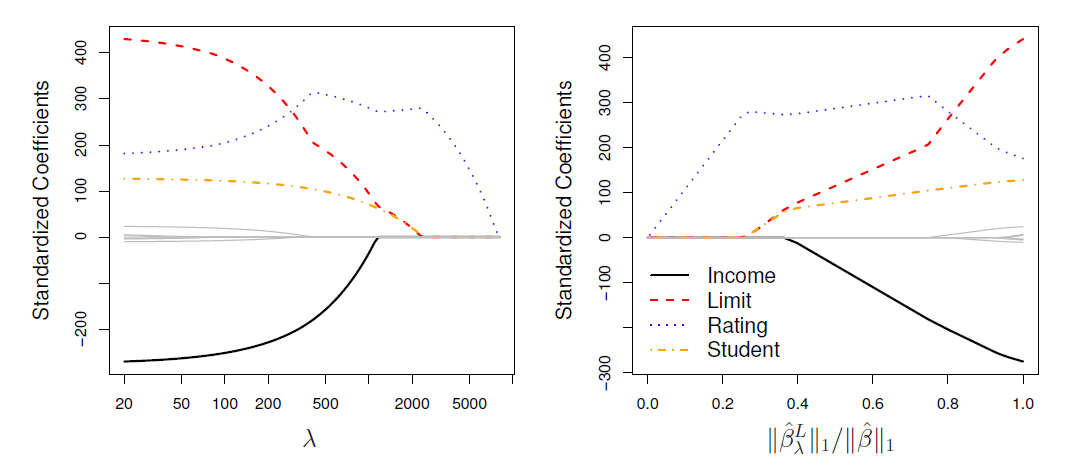 Standardized Coefficients
−200 0 100 200 300 400
20 50 100 200 500 2000 5000
λ
Standardized Coefficients
−300 −100 0 100 200 300 400
Income
Limit
Rating
Student
0.0 0.2 0.4 0.6 0.8 1.0
‖β̂λL‖1/‖β̂‖1